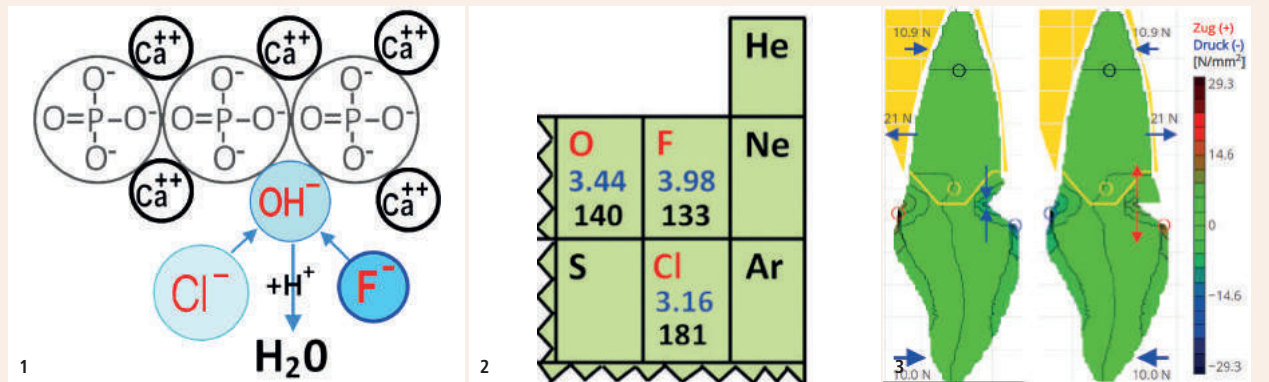 Ca++ Ca++ Ca++
O- O- O-
O=P-O- O=P-O- O=P-O-
O- O- O-
Ca++ Ca++
OH-
Cl- +H+ F-
H20
1
He
O F Ne
3.44 3.98
140 133
S Cl Ar
3.16
181
2
10.9 N 10.9 N
21 N 21 N
10.0 N 10.0 N
Zug (+)
Druck (-)
[N/mm²]
29.3
14.6
0
−14.6
−29.3
3